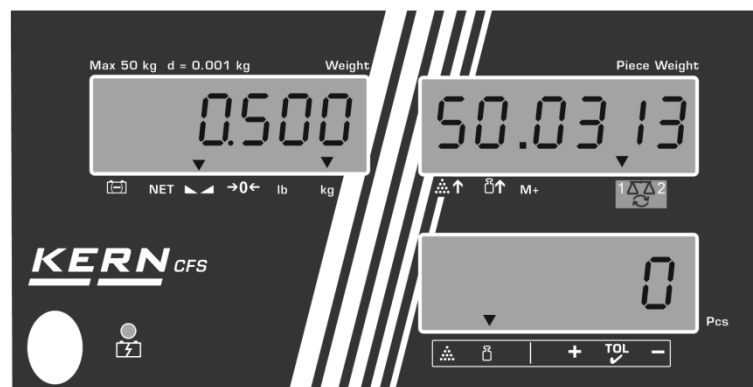 Max 50 kg d = 0.001 kg Weight
Piece Weight
0.500
50.0313
NET →0← lb kg
M+
1 2
KERN CFS
0
Pcs
+ TOL −